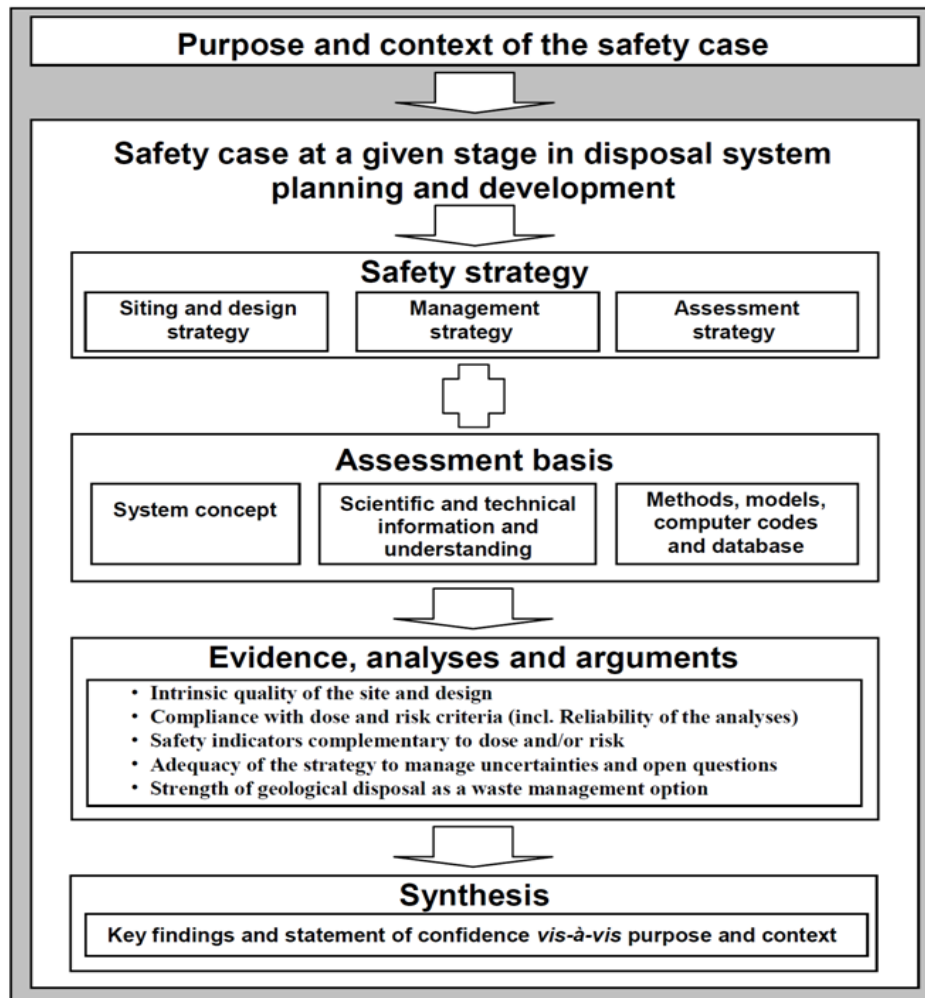 Purpose and context of the safety case
Safety case at a given stage in disposal system
planning and development
Safety strategy
Siting and design
strategy
Management
strategy
Assessment
strategy
Assessment basis
System concept
Scientific and technical
information and
understanding
Methods, models,
computer codes
and database
Evidence, analyses and arguments
• Intrinsic quality of the site and design
• Compliance with dose and risk criteria (incl. Reliability of the analyses)
• Safety indicators complementary to dose and/or risk
• Adequacy of the strategy to manage uncertainties and open questions
• Strength of geological disposal as a waste management option
Synthesis
Key findings and statement of confidence vis-à-vis purpose and context